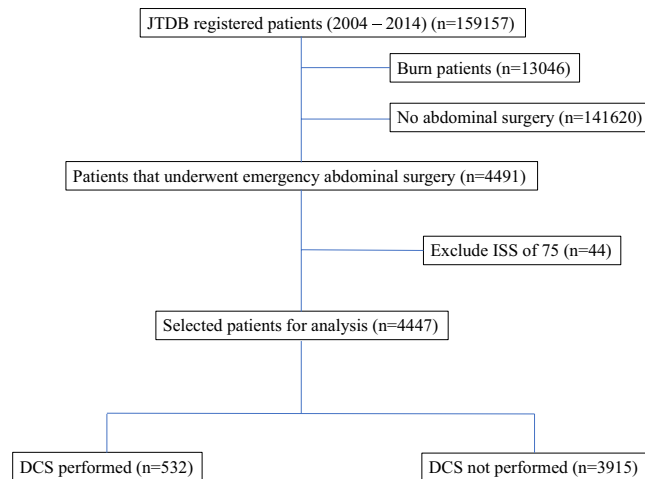 JTDB registered patients (2004 – 2014) (n=159157)
Burn patients (n=13046)
No abdominal surgery (n=141620)
Patients that underwent emergency abdominal surgery (n=4491)
Exclude ISS of 75 (n=44)
Selected patients for analysis (n=4447)
DCS performed (n=532)
DCS not performed (n=3915)